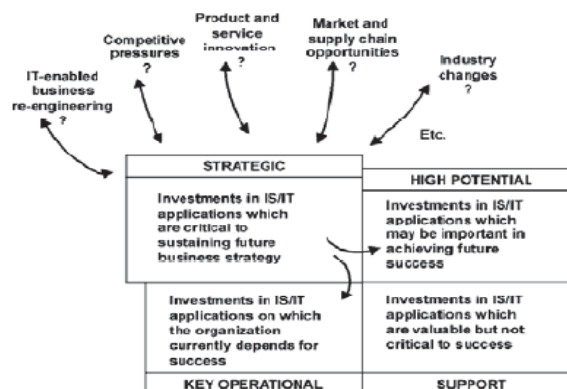 Product and
service
innovation
?
Market and
supply chain
opportunities
?
Competitive
pressures
?
Industry
changes
?
IT-enabled
business
re-engineering
?
Etc.
STRATEGIC
HIGH POTENTIAL
Investments in IS/IT
applications which
are critical to
sustaining future
business strategy
Investments in IS/IT
applications which
may be important in
achieving future
success
Investments in IS/IT
applications on which
the organization
currently depends for
success
Investments in IS/IT
applications which
are valuable but not
critical to success
KEY OPERATIONAL
SUPPORT